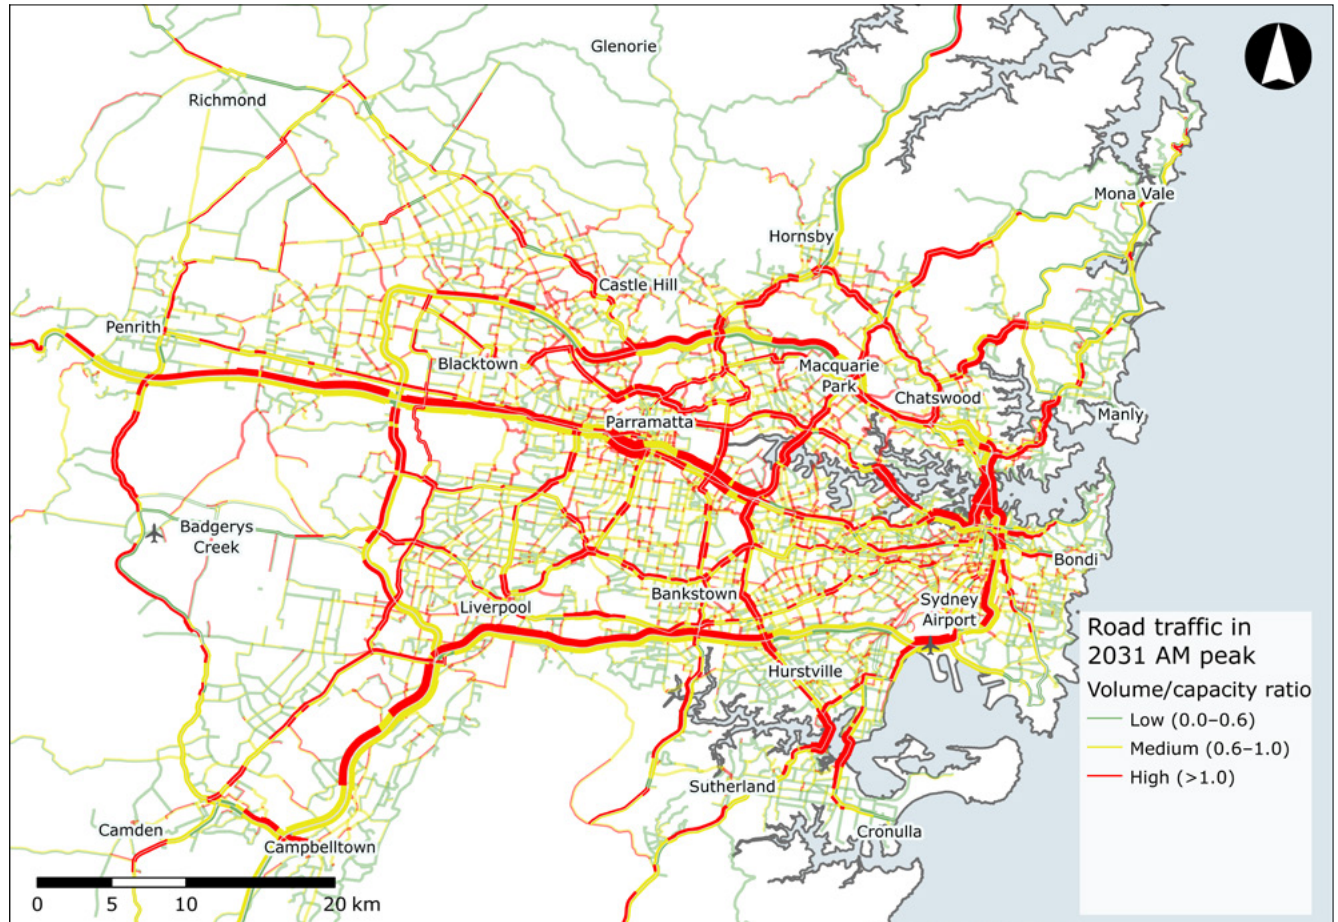 Glenorie
Richmond
Mona Vale
Hornsby
Castle Hill
Penrith
Blacktown
Macquarie
Park
Chatswood
Manly
Parramatta
Badgerys
Creek
Bondi
Bankstown
Liverpool
Sydney
Airport
Hurstville
Sutherland
Camden
Cronulla
Campbelltown
Road traffic in
2031 AM peak
Volume/capacity ratio
Low (0.0–0.6)
Medium (0.6–1.0)
High (>1.0)
0 5 10 20 km